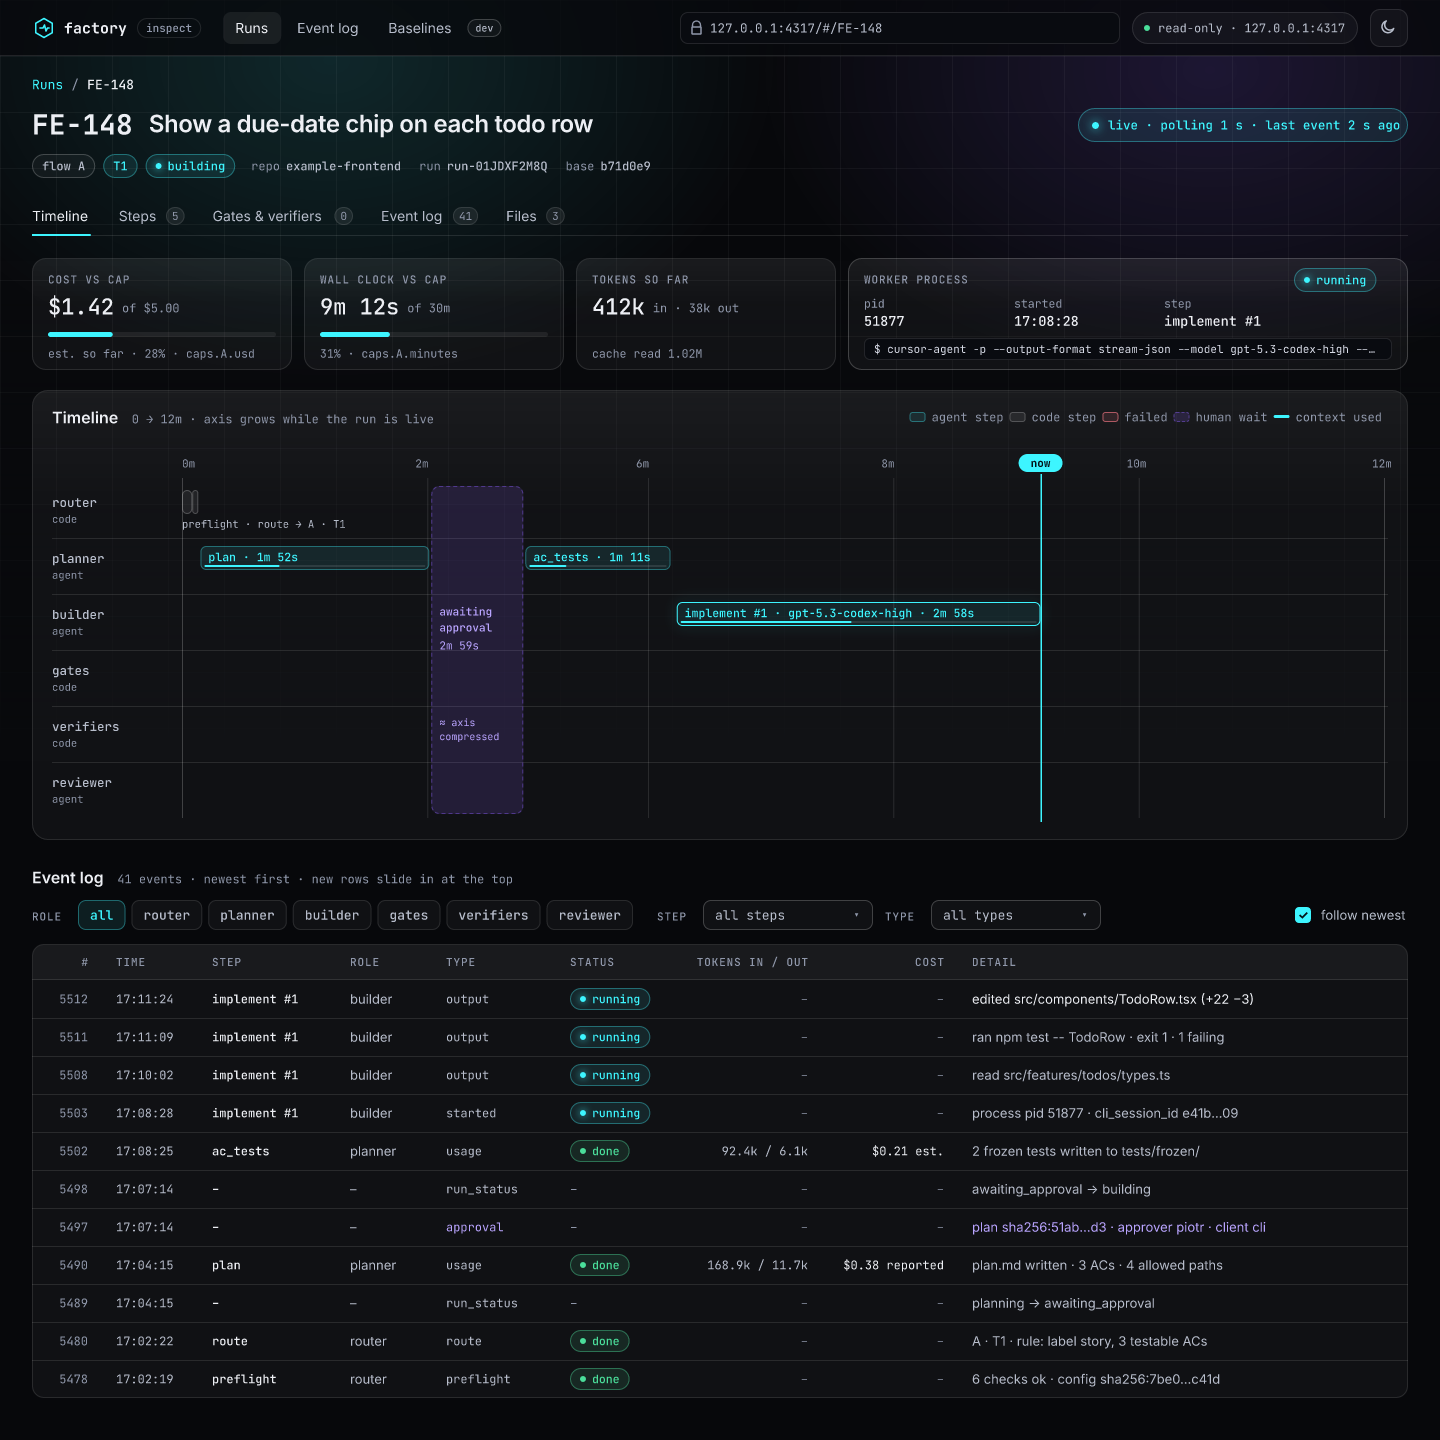 factory inspect Runs Event log Baselines dev 127.0.0.1:4317/#/FE-148 read-only · 127.0.0.1:4317
Runs / FE-148
FE-148 Show a due-date chip on each todo row live · polling 1 s · last event 2 s ago
flow A T1 building repo example-frontend run run-01JDXF2M8Q base b71d0e9
Timeline Steps 5 Gates & verifiers 0 Event log 41 Files 3
COST VS CAP
$1.42 of $5.00
est. so far · 28% · caps.A.usd
WALL CLOCK VS CAP
9m 12s of 30m
31% · caps.A.minutes
TOKENS SO FAR
412k in · 38k out
cache read 1.02M
WORKER PROCESS running
pid started step
51877 17:08:28 implement #1
$ cursor-agent -p --output-format stream-json --model gpt-5.3-codex-high --…
Timeline 0 → 12m · axis grows while the run is live agent step code step failed human wait context used
0m 2m 6m 8m now 10m 12m
router
code
preflight · route → A · T1
planner
agent
plan · 1m 52s ac_tests · 1m 11s
builder
agent
awaiting
approval
2m 59s
implement #1 · gpt-5.3-codex-high · 2m 58s
gates
code
verifiers
code
≈ axis
compressed
reviewer
agent
Event log 41 events · newest first · new rows slide in at the top
ROLE all router planner builder gates verifiers reviewer STEP all steps TYPE all types follow newest
# TIME STEP ROLE TYPE STATUS TOKENS IN / OUT COST DETAIL
5512 17:11:24 implement #1 builder output running – – edited src/components/TodoRow.tsx (+22 −3)
5511 17:11:09 implement #1 builder output running – – ran npm test -- TodoRow · exit 1 · 1 failing
5508 17:10:02 implement #1 builder output running – – read src/features/todos/types.ts
5503 17:08:28 implement #1 builder started running – – process pid 51877 · cli_session_id e41b…09
5502 17:08:25 ac_tests planner usage done 92.4k / 6.1k $0.21 est. 2 frozen tests written to tests/frozen/
5498 17:07:14 – – run_status – – – awaiting_approval → building
5497 17:07:14 – – approval – – – plan sha256:51ab…d3 · approver piotr · client cli
5490 17:04:15 plan planner usage done 168.9k / 11.7k $0.38 reported plan.md written · 3 ACs · 4 allowed paths
5489 17:04:15 – – run_status – – – planning → awaiting_approval
5480 17:02:22 route router route done – – A · T1 · rule: label story, 3 testable ACs
5478 17:02:19 preflight router preflight done – – 6 checks ok · config sha256:7be0…c41d